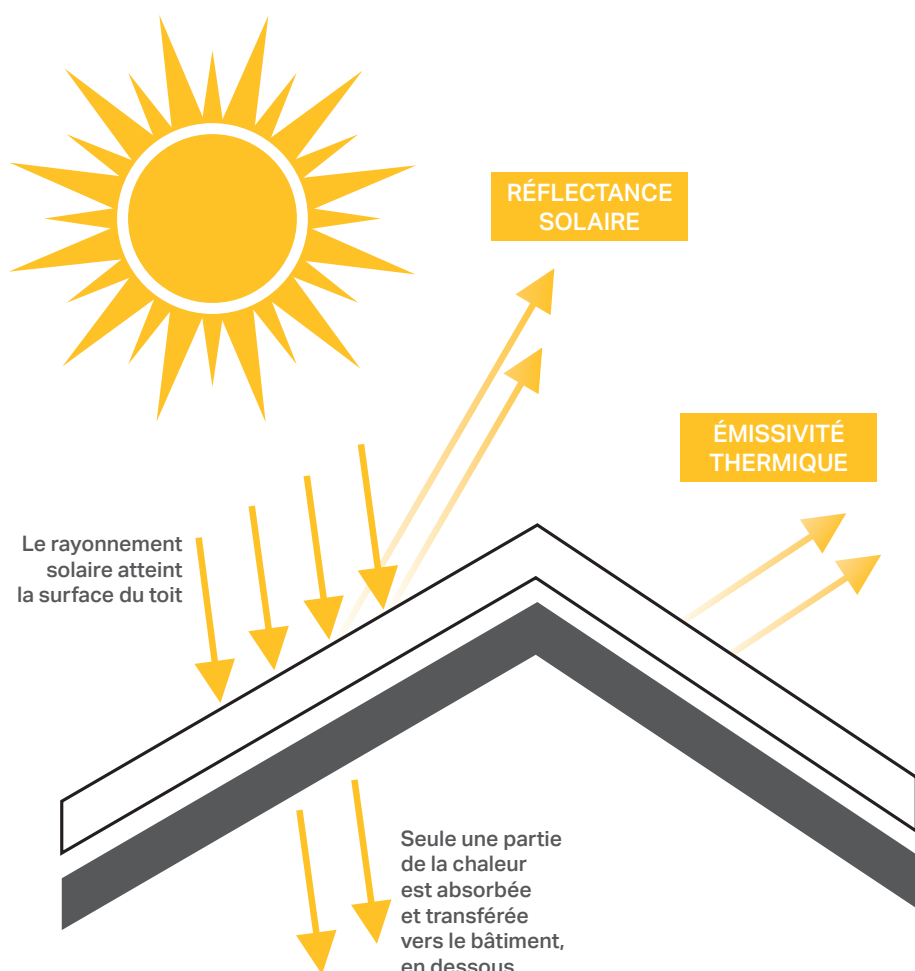 RÉFLECTANCE
SOLAIRE
ÉMISSIVITÉ
THERMIQUE
Le rayonnement
solaire atteint
la surface du toit
Seule une partie
de la chaleur
est absorbée
et transférée
vers le bâtiment,
en dessous